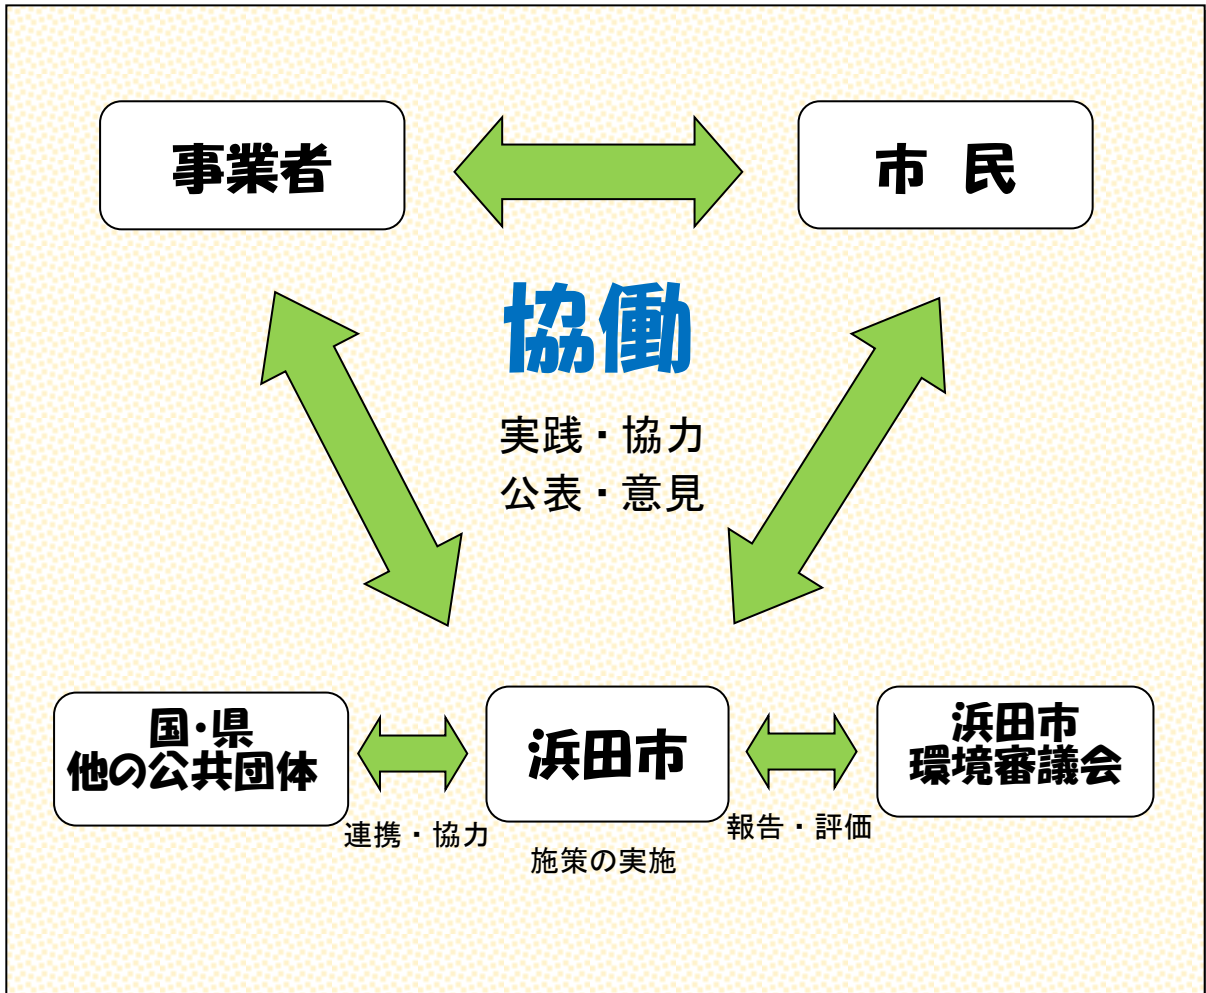 事業者
市 民
協働
実践・協力
公表・意見
国・県
他の公共団体
浜田市
浜田市
環境審議会
連携・協力
報告・評価
施策の実施